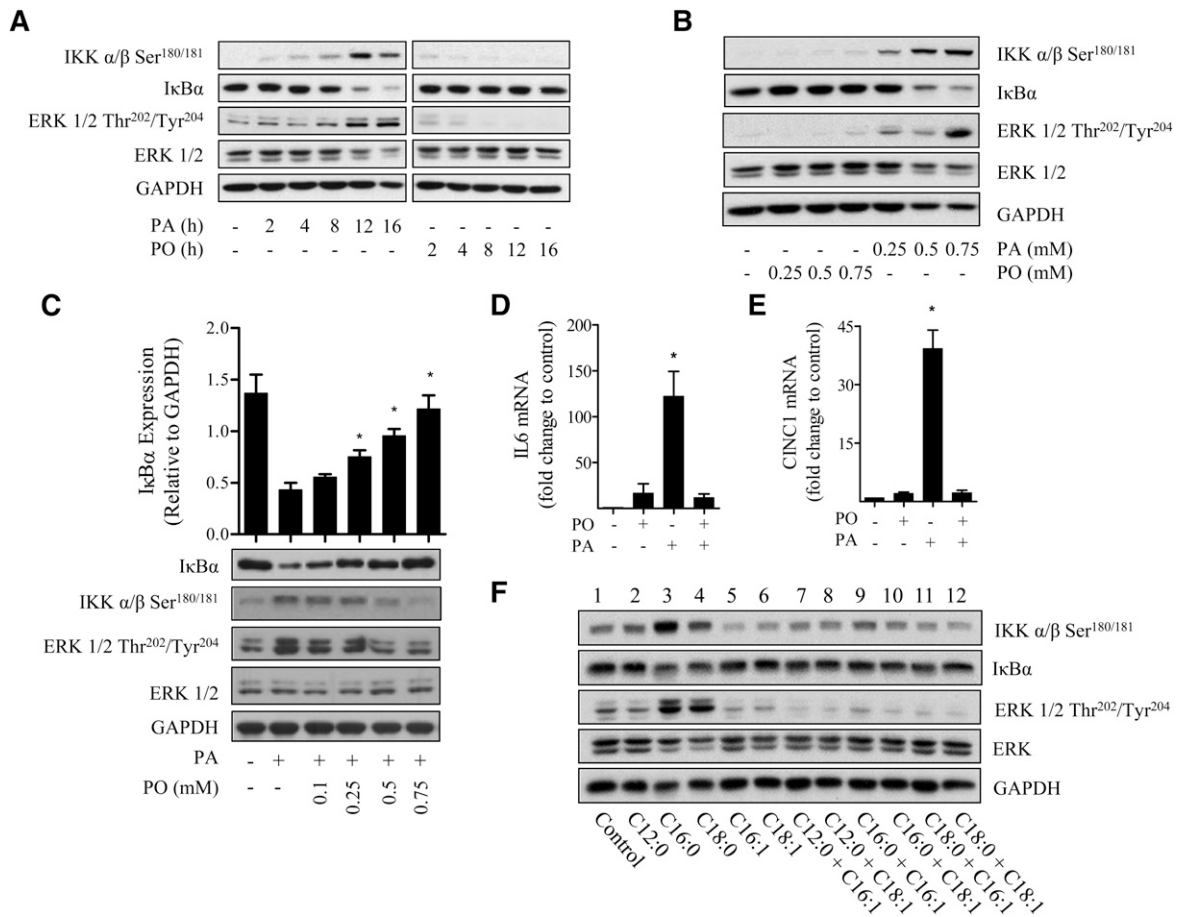 A
IKK α/β Ser180/181
IκBα
ERK 1/2 Thr202/Tyr204
ERK 1/2
GAPDH
PA (h) - 2 4 8 12 16 - - - - -
PO (h) - - - - - - 2 4 8 12 16
B
IKK α/β Ser180/181
IκBα
ERK 1/2 Thr202/Tyr204
ERK 1/2
GAPDH
- - - - 0.25 0.5 0.75 PA (mM)
- 0.25 0.5 0.75 - - - PO (mM)
C
IκBα Expression
(Relative to GAPDH)
2.0
1.5
1.0
0.5
0.0
* * *
IκBα
IKK α/β Ser180/181
ERK 1/2 Thr202/Tyr204
ERK 1/2
GAPDH
PA - + + + + +
PO (mM) - - 0.1 0.25 0.5 0.75
D
IL6 mRNA
(fold change to control)
200
150
100
50
*
PO - + - +
PA - - + +
E
CINC1 mRNA
(fold change to control)
45
30
15
*
PO - + - +
PA - - + +
F
1 2 3 4 5 6 7 8 9 10 11 12
IKK α/β Ser180/181
IκBα
ERK 1/2 Thr202/Tyr204
ERK
GAPDH
Control
C12:0
C16:0
C18:0
C16:1
C18:1
C12:0 + C16:1
C12:0 + C18:1
C16:0 + C16:1
C16:0 + C18:1
C18:0 + C16:1
C18:0 + C18:1